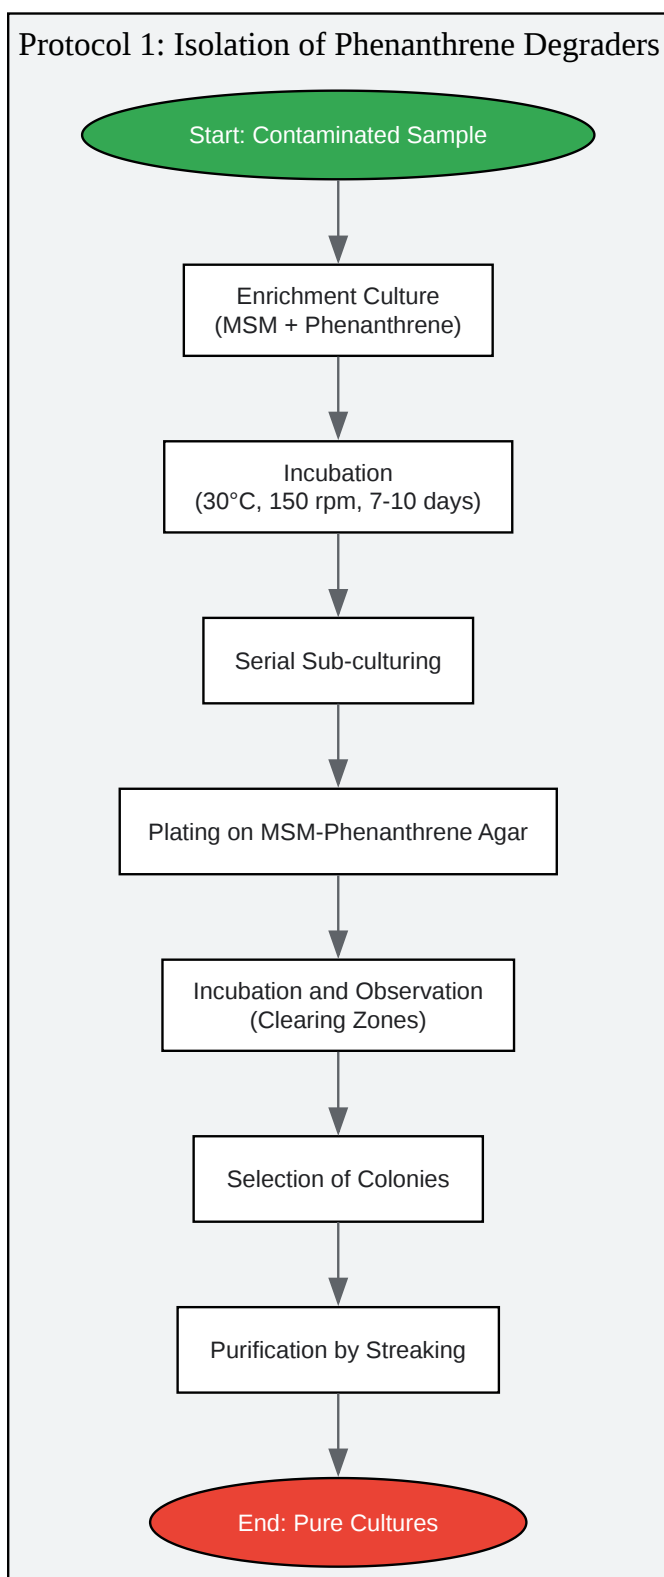 Protocol 1: Isolation of Phenanthrene Degraders
Start: Contaminated Sample
Enrichment Culture
(MSM + Phenanthrene)
Incubation
(30°C, 150 rpm, 7-10 days)
Serial Sub-culturing
Plating on MSM-Phenanthrene Agar
Incubation and Observation
(Clearing Zones)
Selection of Colonies
Purification by Streaking
End: Pure Cultures